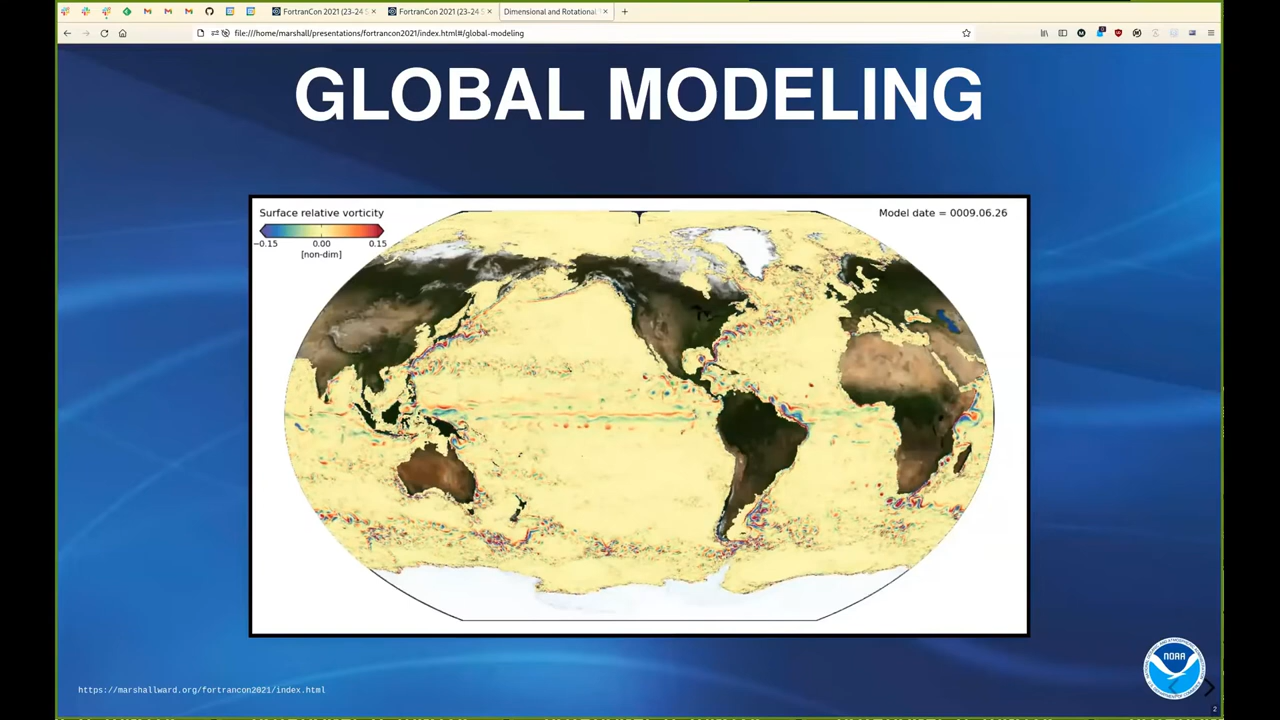 FortranCon 2021 (23-24 S
FortranCon 2021 (23-24 S
Dimensional and Rotational
file:///home/marshall/presentations/fortrancon2021/index.html#/global-modeling
GLOBAL MODELING
Surface relative vorticity
Model date = 0009.06.26
−0.15 0.00 0.15
[non-dim]
NOAA
https://marshallward.org/fortrancon2021/index.html
2